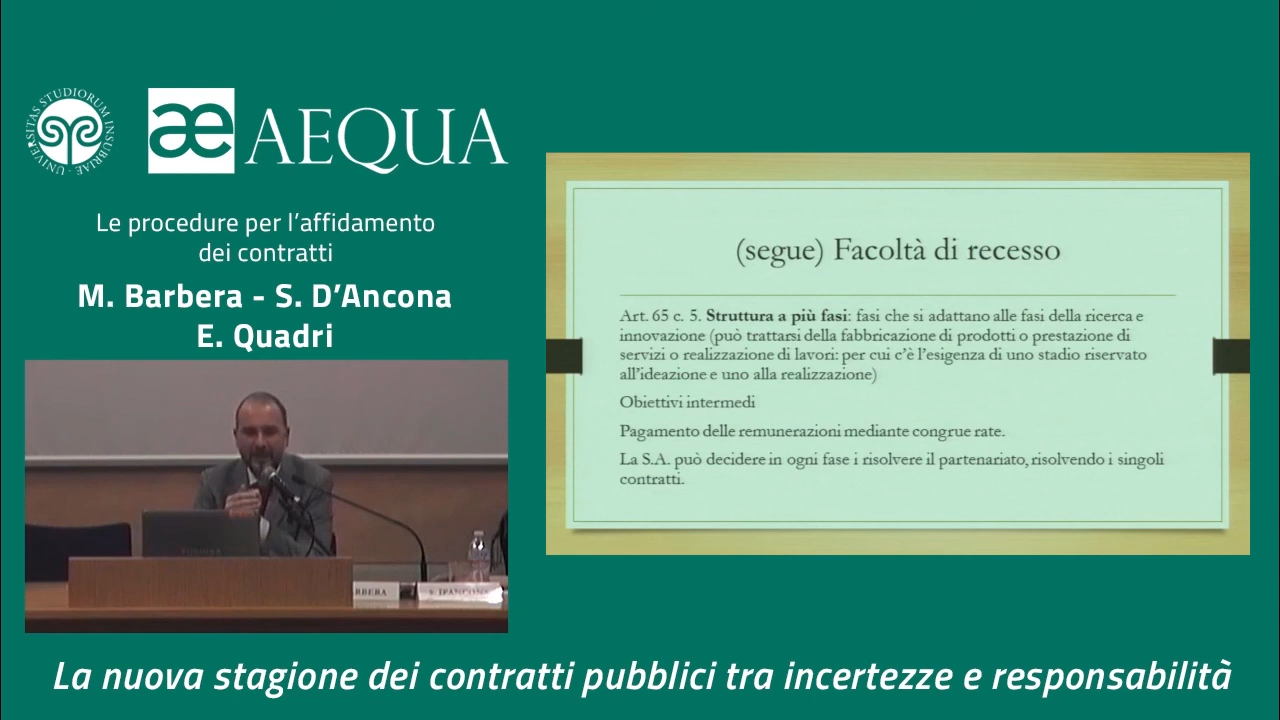 UNIVERSITAS STUDIORUM INSUBRIAE
æ AEQUA
Le procedure per l'affidamento
dei contratti
M. Barbera - S. D'Ancona
E. Quadri
(segue) Facoltà di recesso
Art. 65 c. 5. Struttura a più fasi: fasi che si adattano alle fasi della ricerca e
innovazione (può trattarsi della fabbricazione di prodotti o prestazione di
servizi o realizzazione di lavori: per cui c'è l'esigenza di uno stadio riservato
all'ideazione e uno alla realizzazione)
Obiettivi intermedi
Pagamento delle remunerazioni mediante congrue rate.
La S.A. può decidere in ogni fase i risolvere il partenariato, risolvendo i singoli
contratti.
RBERA
S. D'ANCONA
La nuova stagione dei contratti pubblici tra incertezze e responsabilità